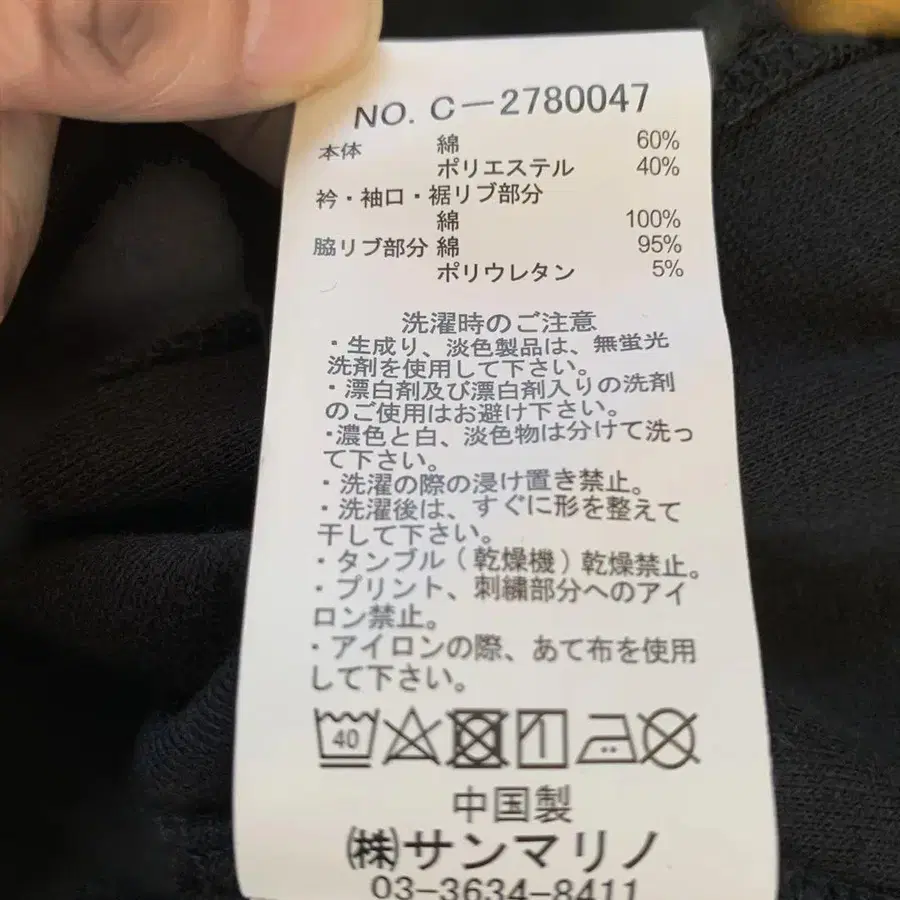 NO. C－2780047
本体 綿 60%
ポリエステル 40%
衿・袖口・裾リブ部分
綿 100%
脇リブ部分 綿 95%
ポリウレタン 5%
洗濯時のご注意
・生成り、淡色製品は、無蛍光
洗剤を使用して下さい。
・漂白剤及び漂白剤入りの洗剤
のご使用はお避け下さい。
・濃色と白、淡色物は分けて洗っ
て下さい。
・洗濯の際の浸け置き禁止。
・洗濯後は、すぐに形を整えて
干して下さい。
・タンブル（乾燥機）乾燥禁止。
・プリント、刺繍部分へのアイ
ロン禁止。
・アイロンの際、あて布を使用
して下さい。
40
中国製
㈱サンマリノ
03-3634-8411